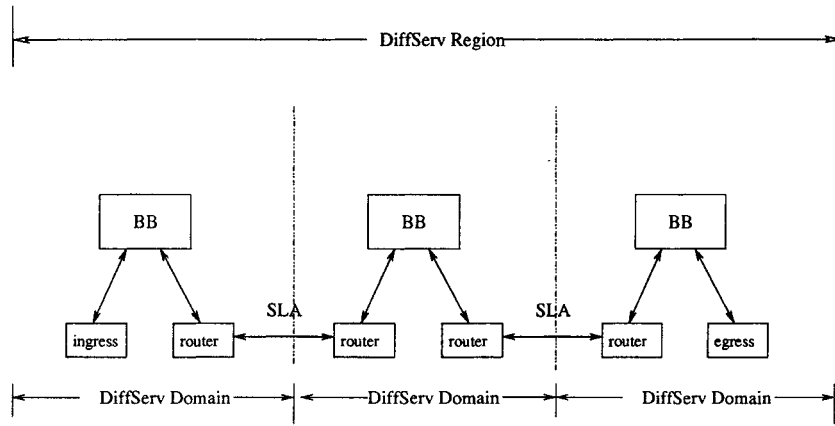 DiffServ Region
BB
BB
BB
SLA
SLA
ingress
router
router
router
router
egress
DiffServ Domain
DiffServ Domain
DiffServ Domain